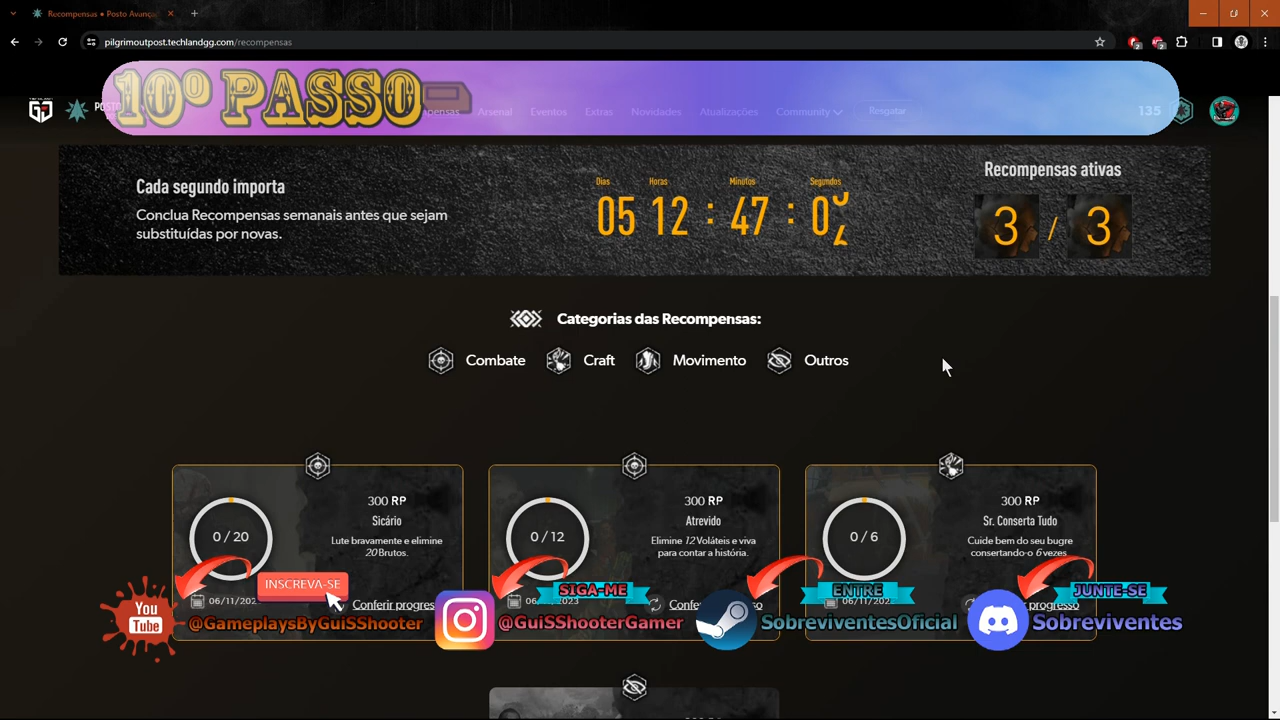 Recompensas • Posto Avanç
pilgrimoutpost.techlandgg.com/recompensas
2
2
10º PASSO
GG
Arsenal
Eventos
Extras
Novidades
Atualizações
Community
Resgatar
135
Cada segundo importa
Conclua Recompensas semanais antes que sejam
substituídas por novas.
Dias
Horas
Minutos
Segundos
05 12 : 47 :
Recompensas ativas
3 / 3
Categorias das Recompensas:
Combate
Craft
Movimento
Outros
0 / 20
300 RP
Sicário
Lute bravamente e elimine
20 Brutos.
0 / 12
300 RP
Atrevido
Elimine 12 Voláteis e viva
para contar a história.
0 / 6
300 RP
Sr. Conserta Tudo
Cuide bem do seu bugre
consertando-o 6 vezes
INSCREVA-SE
SIGA-ME
ENTRE
JUNTE-SE
You
Tube
@GameplaysByGuiSShooter
@GuiSShooterGamer
SobreviventesOficial
Sobreviventes